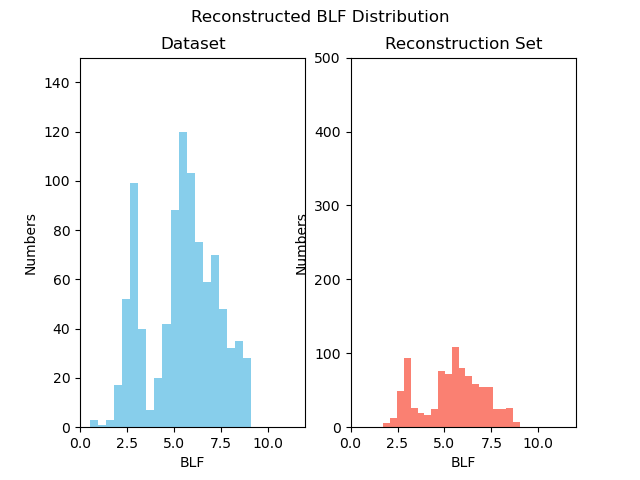 Reconstructed BLF Distribution
Dataset
Reconstruction Set
140
120
100
80
60
40
20
0
Numbers
0.0 2.5 5.0 7.5 10.0
BLF
500
400
300
200
100
0
Numbers
0.0 2.5 5.0 7.5 10.0
BLF